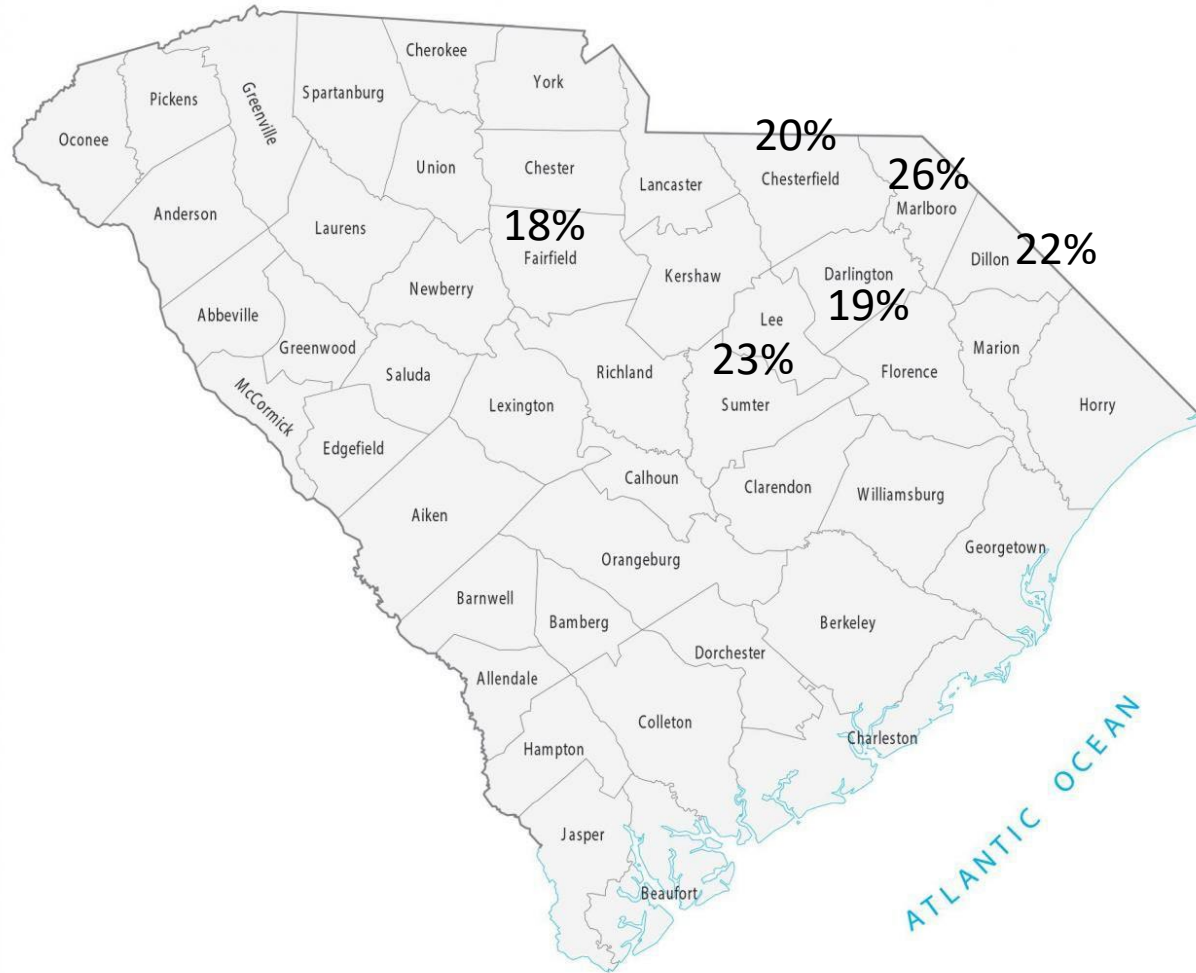 Cherokee
York
Spartanburg
Greenville
Pickens
Oconee
20%
Chesterfield
Union
Chester
Lancaster
26%
Marlboro
Anderson
Laurens
18%
Fairfield
Dillon 22%
Kershaw
Darlington
19%
Newberry
Abbeville
Lee
Greenwood
Marion
23%
Saluda
Richland
Florence
McCormick
Lexington
Sumter
Horry
Edgefield
Calhoun
Clarendon
Williamsburg
Aiken
Georgetown
Orangeburg
Barnwell
Bamberg
Berkeley
Dorchester
Allendale
Colleton
Charleston
Hampton
Jasper
Beaufort
ATLANTIC OCEAN